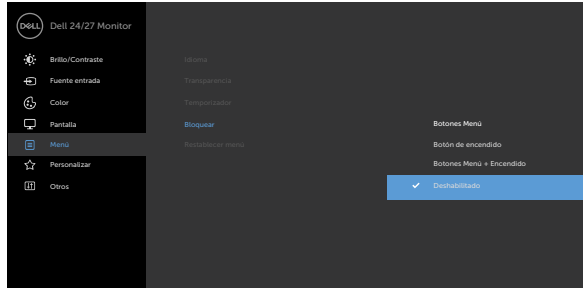 DELL Dell 24/27 Monitor
Brillo/Contraste
Fuente entrada
Color
Pantalla
Menú
Personalizar
Otros
Idioma
Transparencia
Temporizador
Bloquear
Restablecer menú
Botones Menú
Botón de encendido
Botones Menú + Encendido
Deshabilitado